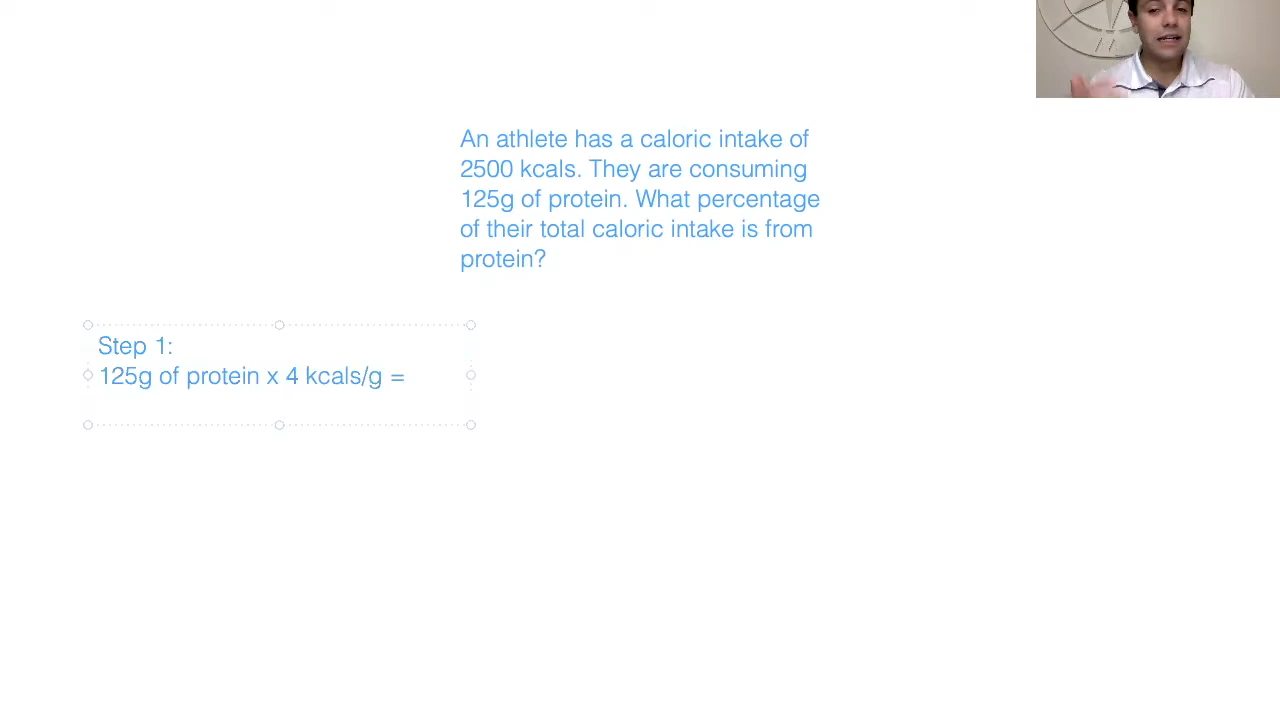 An athlete has a caloric intake of
2500 kcals. They are consuming
125g of protein. What percentage
of their total caloric intake is from
protein?
Step 1:
125g of protein x 4 kcals/g =